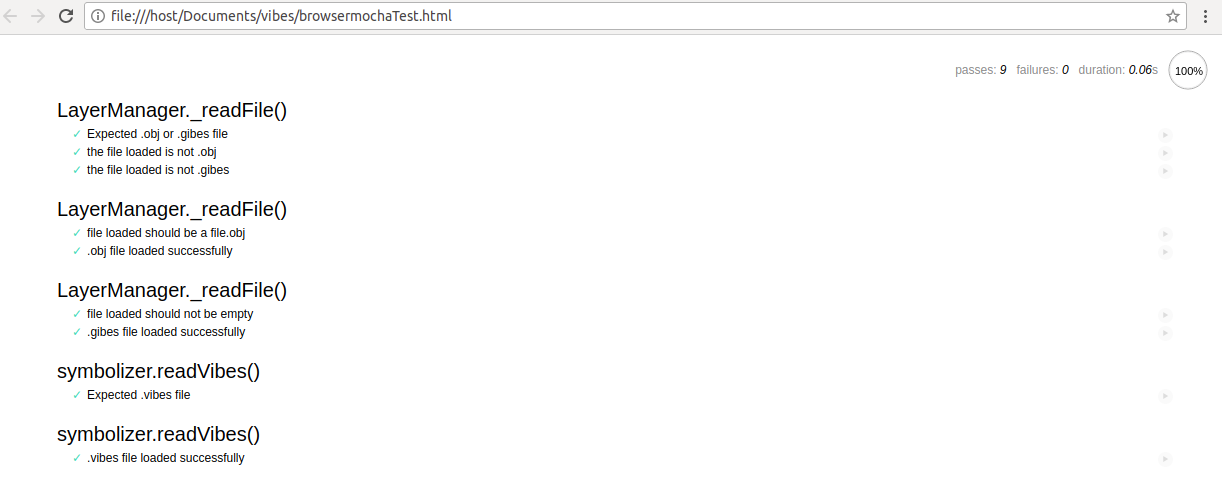 file:///host/Documents/vibes/browsermochaTest.html
passes: 9 failures: 0 duration: 0.06s 100%
LayerManager._readFile()
✓ Expected .obj or .gibes file
✓ the file loaded is not .obj
✓ the file loaded is not .gibes
LayerManager._readFile()
✓ file loaded should be a file.obj
✓ .obj file loaded successfully
LayerManager._readFile()
✓ file loaded should not be empty
✓ .gibes file loaded successfully
symbolizer.readVibes()
✓ Expected .vibes file
symbolizer.readVibes()
✓ .vibes file loaded successfully